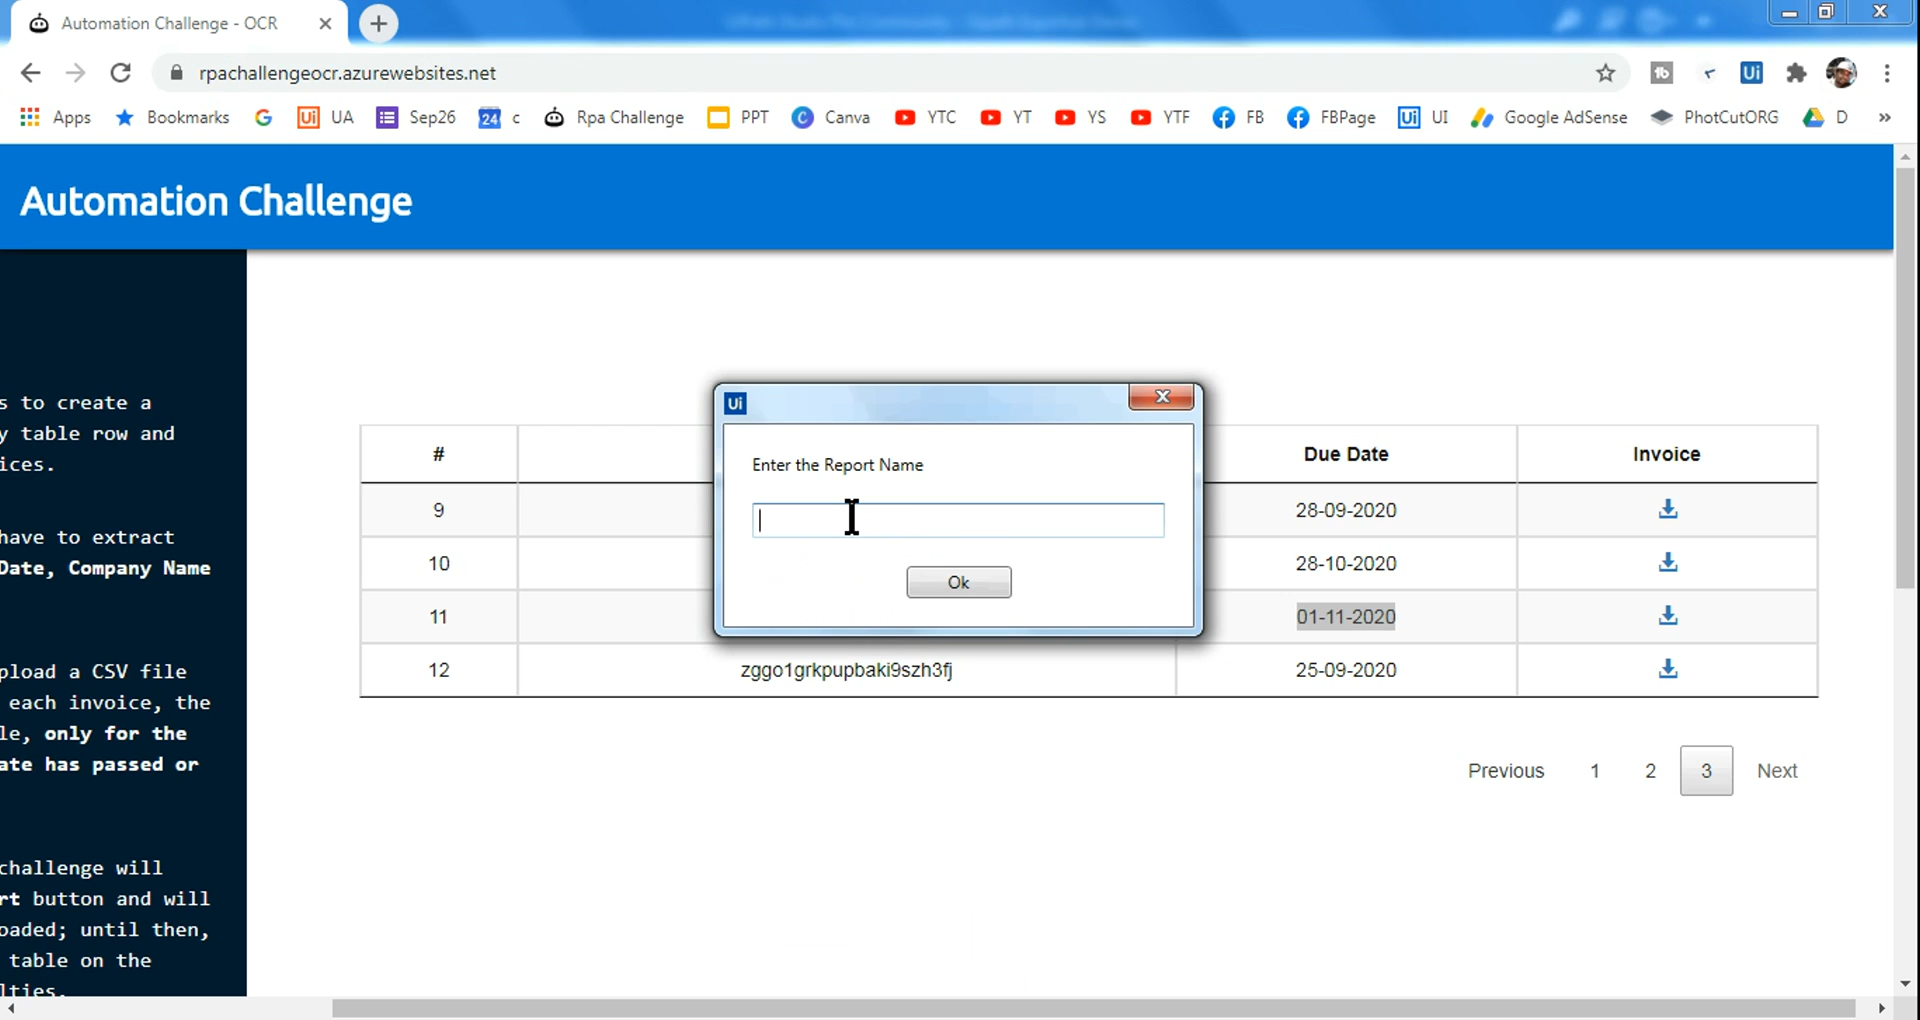 Automation Challenge - OCR
rpachallengeocr.azurewebsites.net
Ui
Apps Bookmarks UA Sep26 24 c Rpa Challenge PPT Canva YTC YT YS YTF FB FBPage UI Google AdSense PhotCutORG D »
Automation Challenge
s to create a
y table row and
ices.
have to extract
Date, Company Name
pload a CSV file
each invoice, the
le, only for the
ate has passed or
challenge will
rt button and will
oaded; until then,
table on the
lties.
# Due Date Invoice
9 28-09-2020
10 28-10-2020
11 01-11-2020
12 zggo1grkpupbaki9szh3fj 25-09-2020
Ui
Enter the Report Name
Ok
Previous 1 2 3 Next